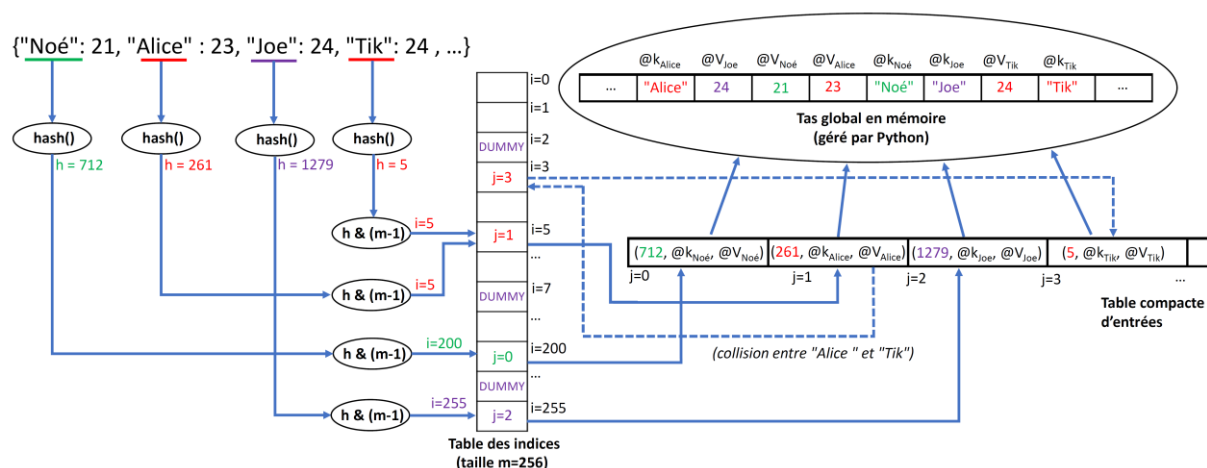 {"Noé": 21, "Alice" : 23, "Joe": 24, "Tik": 24 , ...}
hash()
hash()
hash()
hash()
h = 712
h = 261
h = 1279
h = 5
h & (m-1)
i=5
h & (m-1)
i=5
h & (m-1)
i=200
h & (m-1)
i=255
i=0
i=1
i=2
DUMMY
i=3
j=3
i=5
j=1
...
i=7
DUMMY
...
i=200
j=0
...
DUMMY
i=255
j=2
Table des indices
(taille m=256)
@kAlice @VJoe @VNoé @VAlice @kNoé @kJoe @VTik @kTik
... "Alice" 24 21 23 "Noé" "Joe" 24 "Tik" ...
Tas global en mémoire
(géré par Python)
(712, @kNoé, @VNoé) (261, @kAlice, @VAlice) (1279, @kJoe, @VJoe) (5, @kTik, @VTik)
j=0 j=1 j=2 j=3 ...
Table compacte
d'entrées
(collision entre "Alice " et "Tik")